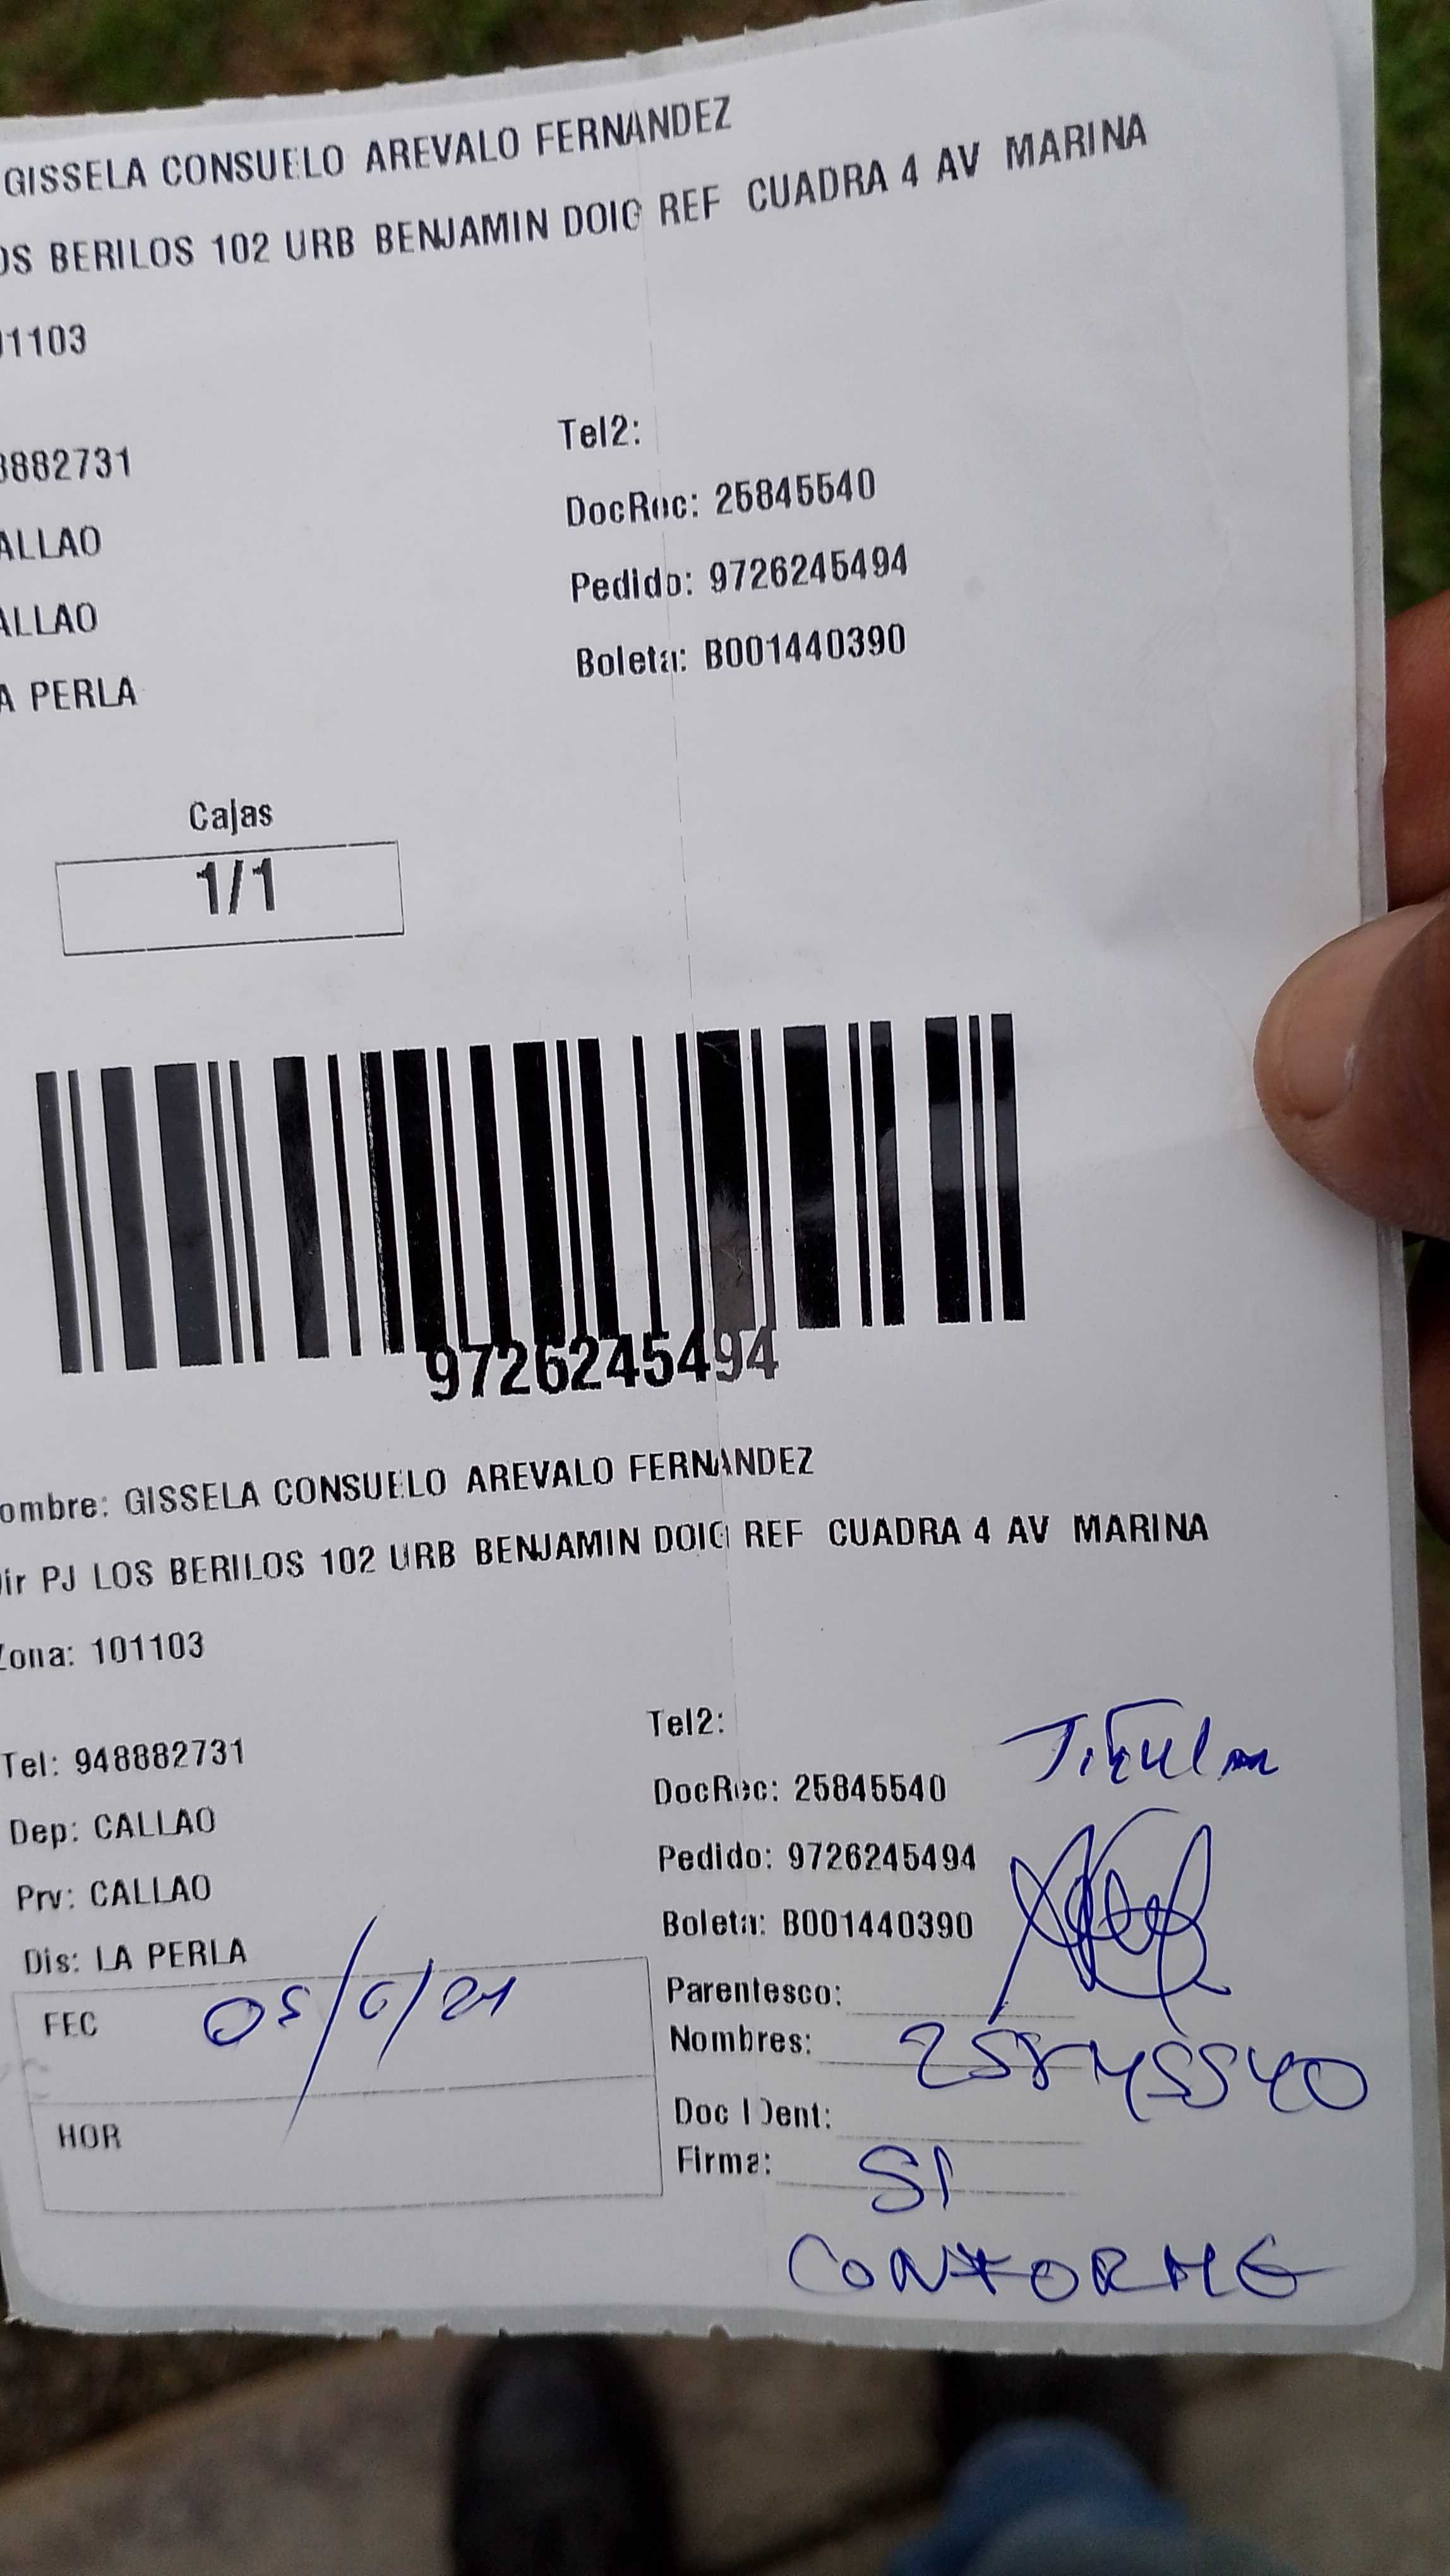 GISSELA CONSUELO AREVALO FERNANDEZ
OS BERILOS 102 URB BENJAMIN DOIG REF CUADRA 4 AV MARINA
01103
8882731
Tel2:
DocRec: 25845540
ALLAO
Pedido: 9726245494
ALLAO
Boleta: B001440390
A PERLA
Cajas
1/1
9726245494
ombre: GISSELA CONSUELO AREVALO FERNANDEZ
Dir PJ LOS BERILOS 102 URB BENJAMIN DOIG REF CUADRA 4 AV MARINA
Zona: 101103
Tel: 948882731
Tel2:
Titular
Dep: CALLAO
DocRec: 25845540
Prv: CALLAO
Pedido: 9726245494
Dis: LA PERLA
Boleta: B001440390
FEC 05/6/21
Parentesco:
Nombres: 25845540
HOR
Doc IDent:
Firma: SI
CONFORME